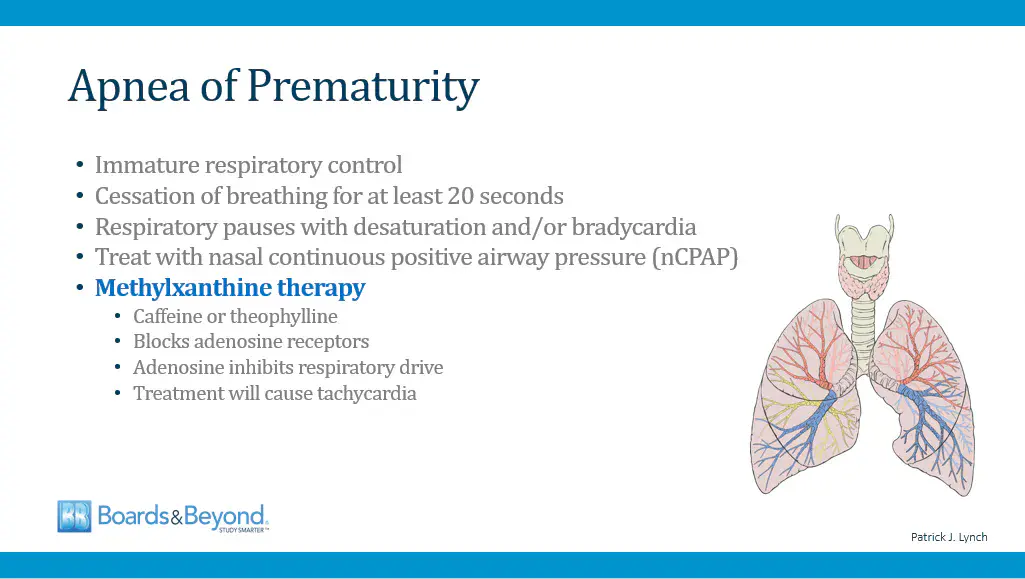 Apnea of Prematurity
• Immature respiratory control
• Cessation of breathing for at least 20 seconds
• Respiratory pauses with desaturation and/or bradycardia
• Treat with nasal continuous positive airway pressure (nCPAP)
• Methylxanthine therapy
• Caffeine or theophylline
• Blocks adenosine receptors
• Adenosine inhibits respiratory drive
• Treatment will cause tachycardia
BB Boards&Beyond®
STUDY SMARTER™
Patrick J. Lynch